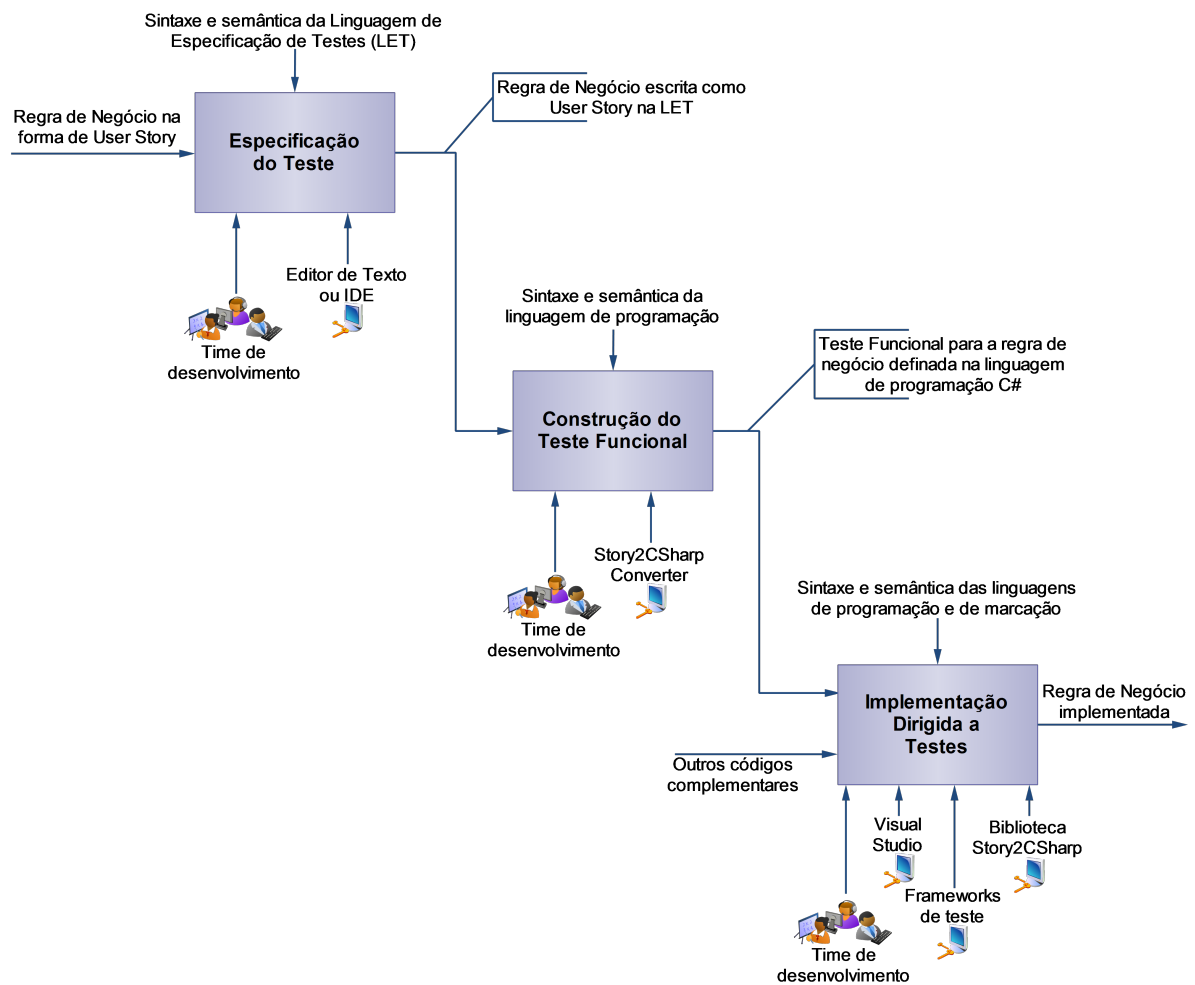 Sintaxe e semântica da Linguagem de
Especificação de Testes (LET)
Regra de Negócio na
forma de User Story
Especificação
do Teste
Regra de Negócio escrita como
User Story na LET
Editor de Texto
ou IDE
Time de
desenvolvimento
Sintaxe e semântica da
linguagem de programação
Construção do
Teste Funcional
Teste Funcional para a regra de
negócio definada na linguagem
de programação C#
Story2CSharp
Converter
Time de
desenvolvimento
Sintaxe e semântica das linguagens
de programação e de marcação
Implementação
Dirigida a
Testes
Regra de Negócio
implementada
Outros códigos
complementares
Visual
Studio
Biblioteca
Story2CSharp
Frameworks
de teste
Time de
desenvolvimento